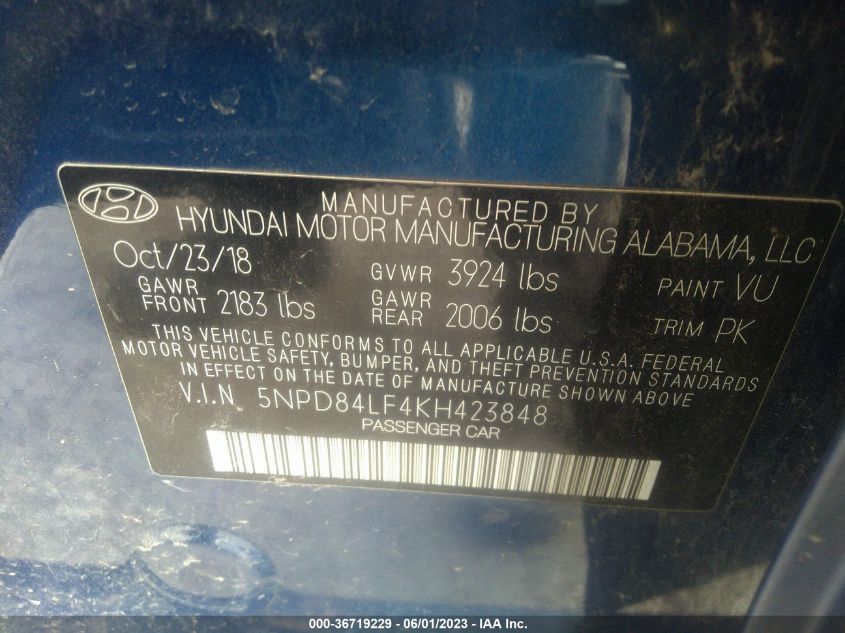 MANUFACTURED BY
HYUNDAI MOTOR MANUFACTURING ALABAMA, LLC
Oct/23/18 GVWR 3924 lbs PAINT VU
GAWR FRONT 2183 lbs GAWR REAR 2006 lbs TRIM PK
THIS VEHICLE CONFORMS TO ALL APPLICABLE U.S.A. FEDERAL
MOTOR VEHICLE SAFETY, BUMPER, AND THEFT PREVENTION STANDARDS
IN EFFECT ON THE DATE OF MANUFACTURE SHOWN ABOVE
V.I.N. 5NPD84LF4KH423848
PASSENGER CAR
000-36719229 - 06/01/2023 - IAA Inc.